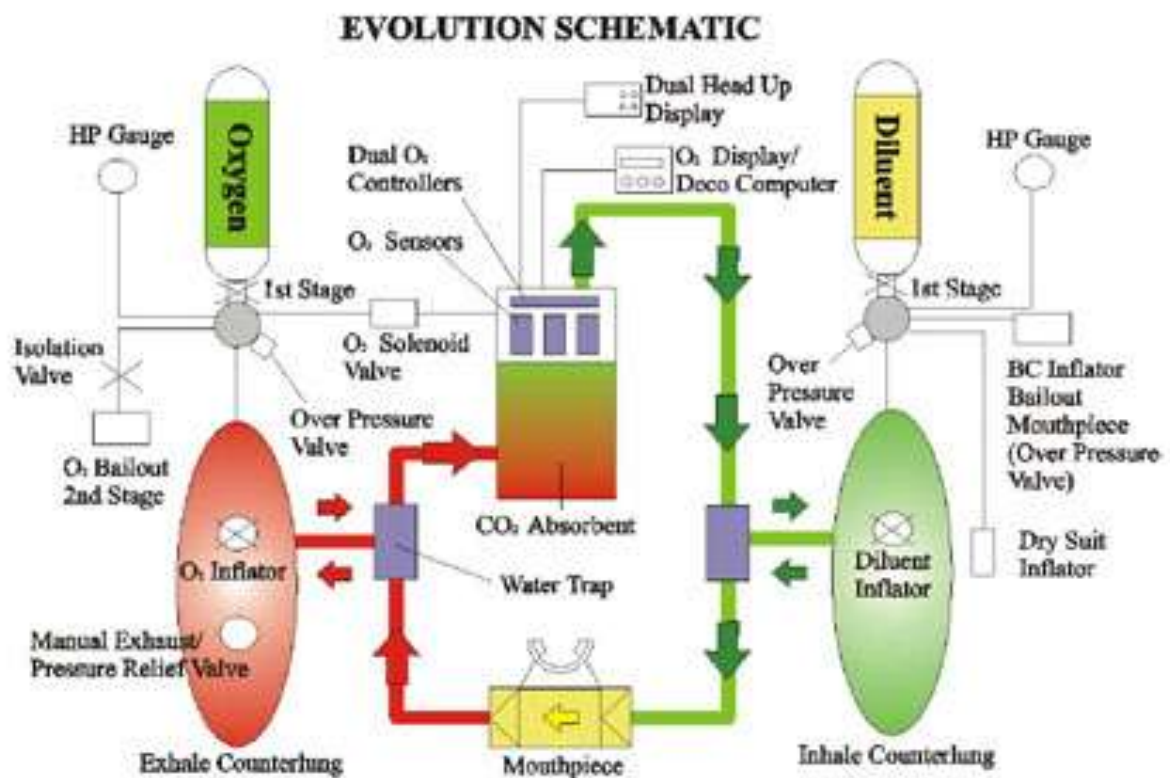 EVOLUTION SCHEMATIC
Oxygen
HP Gauge
Dual O₂
Controllers
O₂ Sensors
Dual Head Up
Display
O₂ Display/
Deco Computer
Diluent
HP Gauge
1st Stage
Isolation
Valve
O₂ Solenoid
Valve
Over Pressure
Valve
O₂ Bailout
2nd Stage
1st Stage
Over
Pressure
Valve
BC Inflator
Bailout
Mouthpiece
(Over Pressure
Valve)
CO₂ Absorbent
Water Trap
O₂ Inflator
Manual Exhaust/
Pressure Relief Valve
Diluent
Inflator
Dry Suit
Inflator
Exhale Counterlung
Mouthpiece
Inhale Counterlung